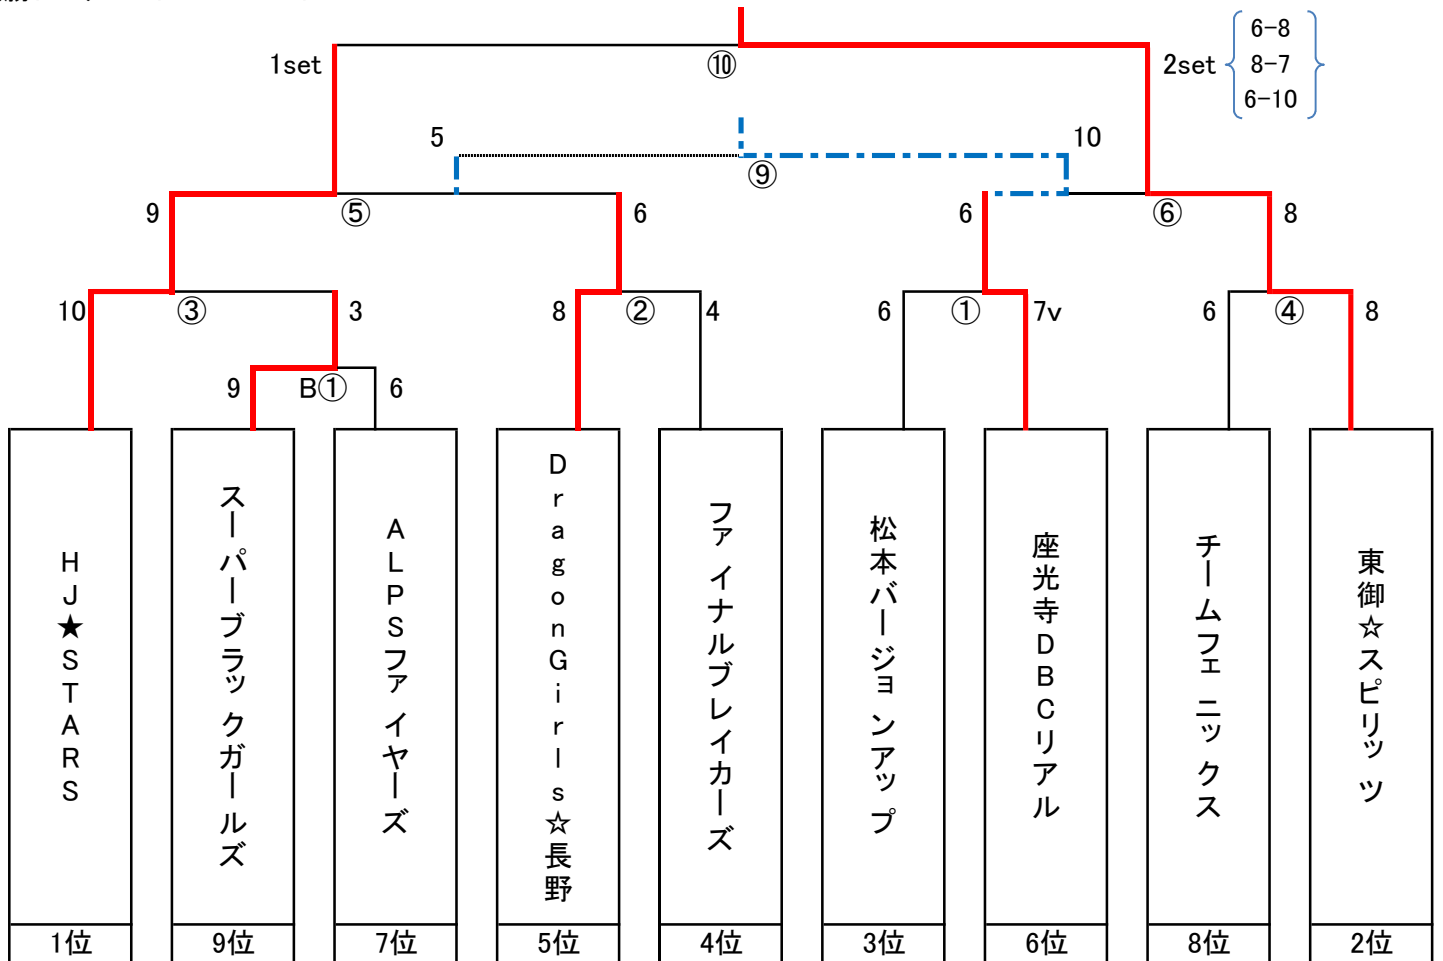 6-8
1set
⑩
2set
8-7
6-10
5
10
⑨
9
⑤
6
6
⑥
8
10
③
3
8
②
4
6
①
7v
6
④
8
9
B①
6
HJ★STARS
スーパーブラックガールズ
ALPSファイヤーズ
DragonGirls☆長野
ファイナルブレイカーズ
松本バージョンアップ
座光寺DBCリアル
チームフェニックス
東御☆スピリッツ
1位
9位
7位
5位
4位
3位
6位
8位
2位